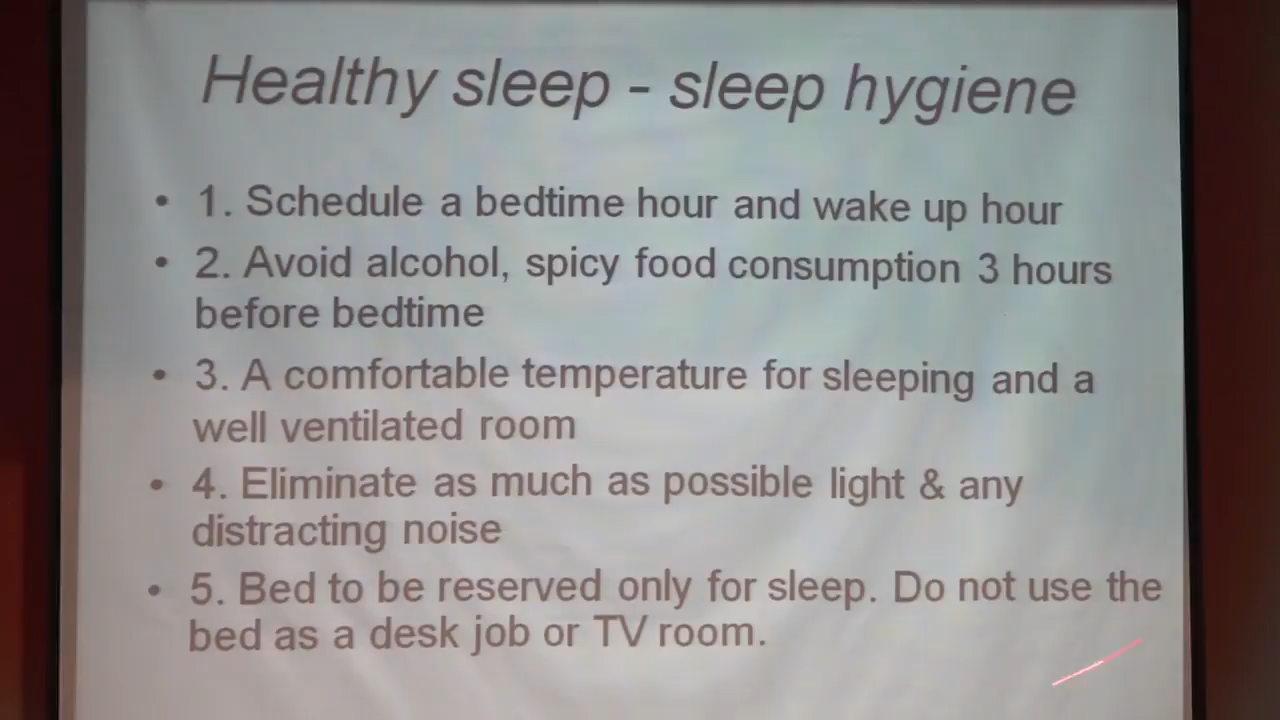 Healthy sleep - sleep hygiene
• 1. Schedule a bedtime hour and wake up hour
• 2. Avoid alcohol, spicy food consumption 3 hours
before bedtime
• 3. A comfortable temperature for sleeping and a
well ventilated room
• 4. Eliminate as much as possible light & any
distracting noise
• 5. Bed to be reserved only for sleep. Do not use the
bed as a desk job or TV room.